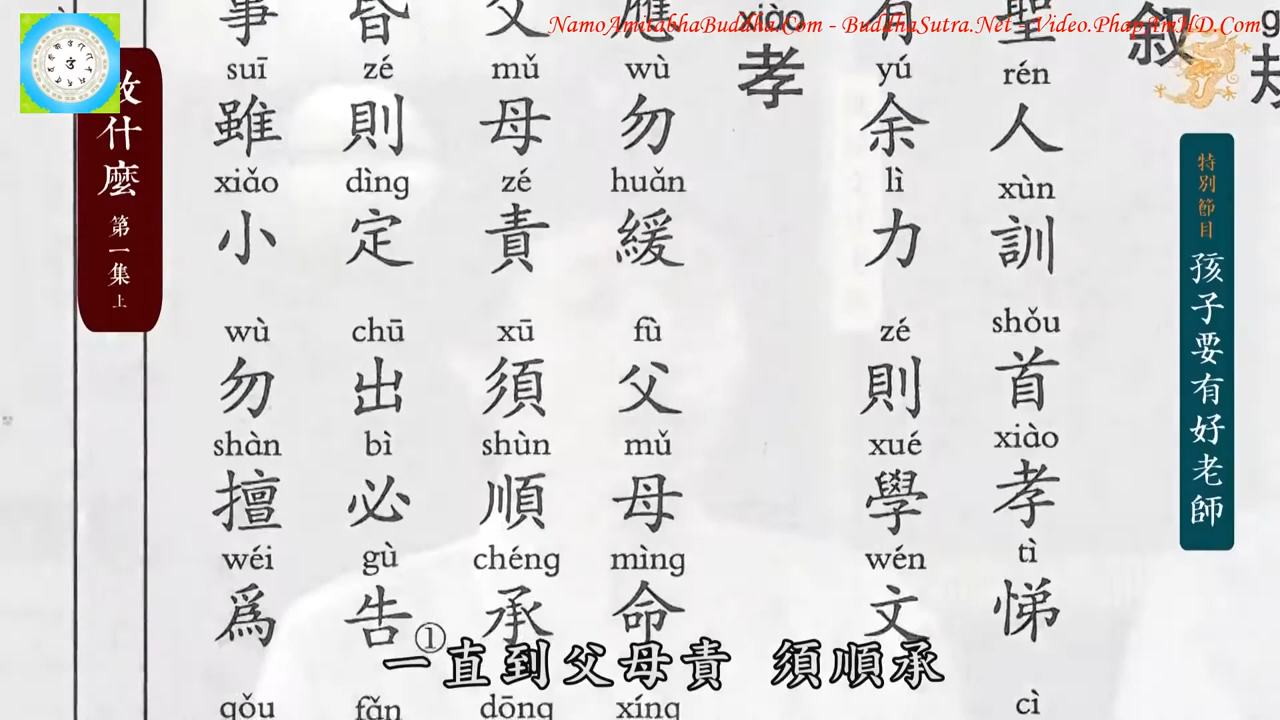 NamoAmitabhaBuddha.Com - BuddhaSutra.Net - Video.PhapAmHD.Com
特別節目
孩子要有好老師
聖
rén
人
xùn
訓
shǒu
首
xiào
孝
tì
悌
cì
有
yú
余
lì
力
zé
則
xué
學
wén
文
xiào
孝
應
wù
勿
huǎn
緩
fù
父
mǔ
母
mìng
命
xíng
父
mǔ
母
zé
責
xū
須
shùn
順
chéng
承
dōng
昏
zé
則
dìng
定
chū
出
bì
必
gù
告
①
fǎn
事
suī
雖
xiǎo
小
wù
勿
shàn
擅
wéi
爲
gǒu
什麼
第一集上
一直到父母責 須順承